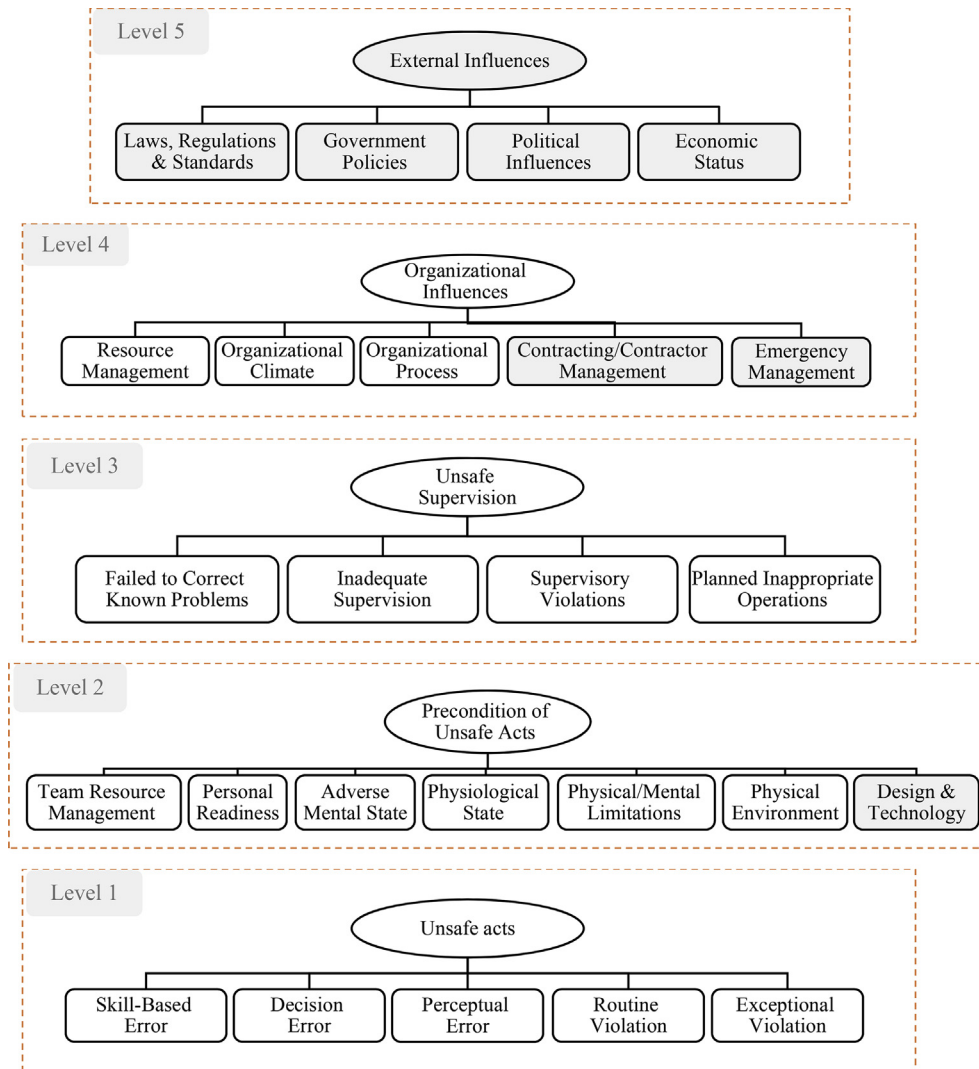 Level 5
External Influences
Laws, Regulations
& Standards
Government
Policies
Political
Influences
Economic
Status
Level 4
Organizational
Influences
Resource
Management
Organizational
Climate
Organizational
Process
Contracting/Contractor
Management
Emergency
Management
Level 3
Unsafe
Supervision
Failed to Correct
Known Problems
Inadequate
Supervision
Supervisory
Violations
Planned Inappropriate
Operations
Level 2
Precondition of
Unsafe Acts
Team Resource
Management
Personal
Readiness
Adverse
Mental State
Physiological
State
Physical/Mental
Limitations
Physical
Environment
Design &
Technology
Level 1
Unsafe acts
Skill-Based
Error
Decision
Error
Perceptual
Error
Routine
Violation
Exceptional
Violation